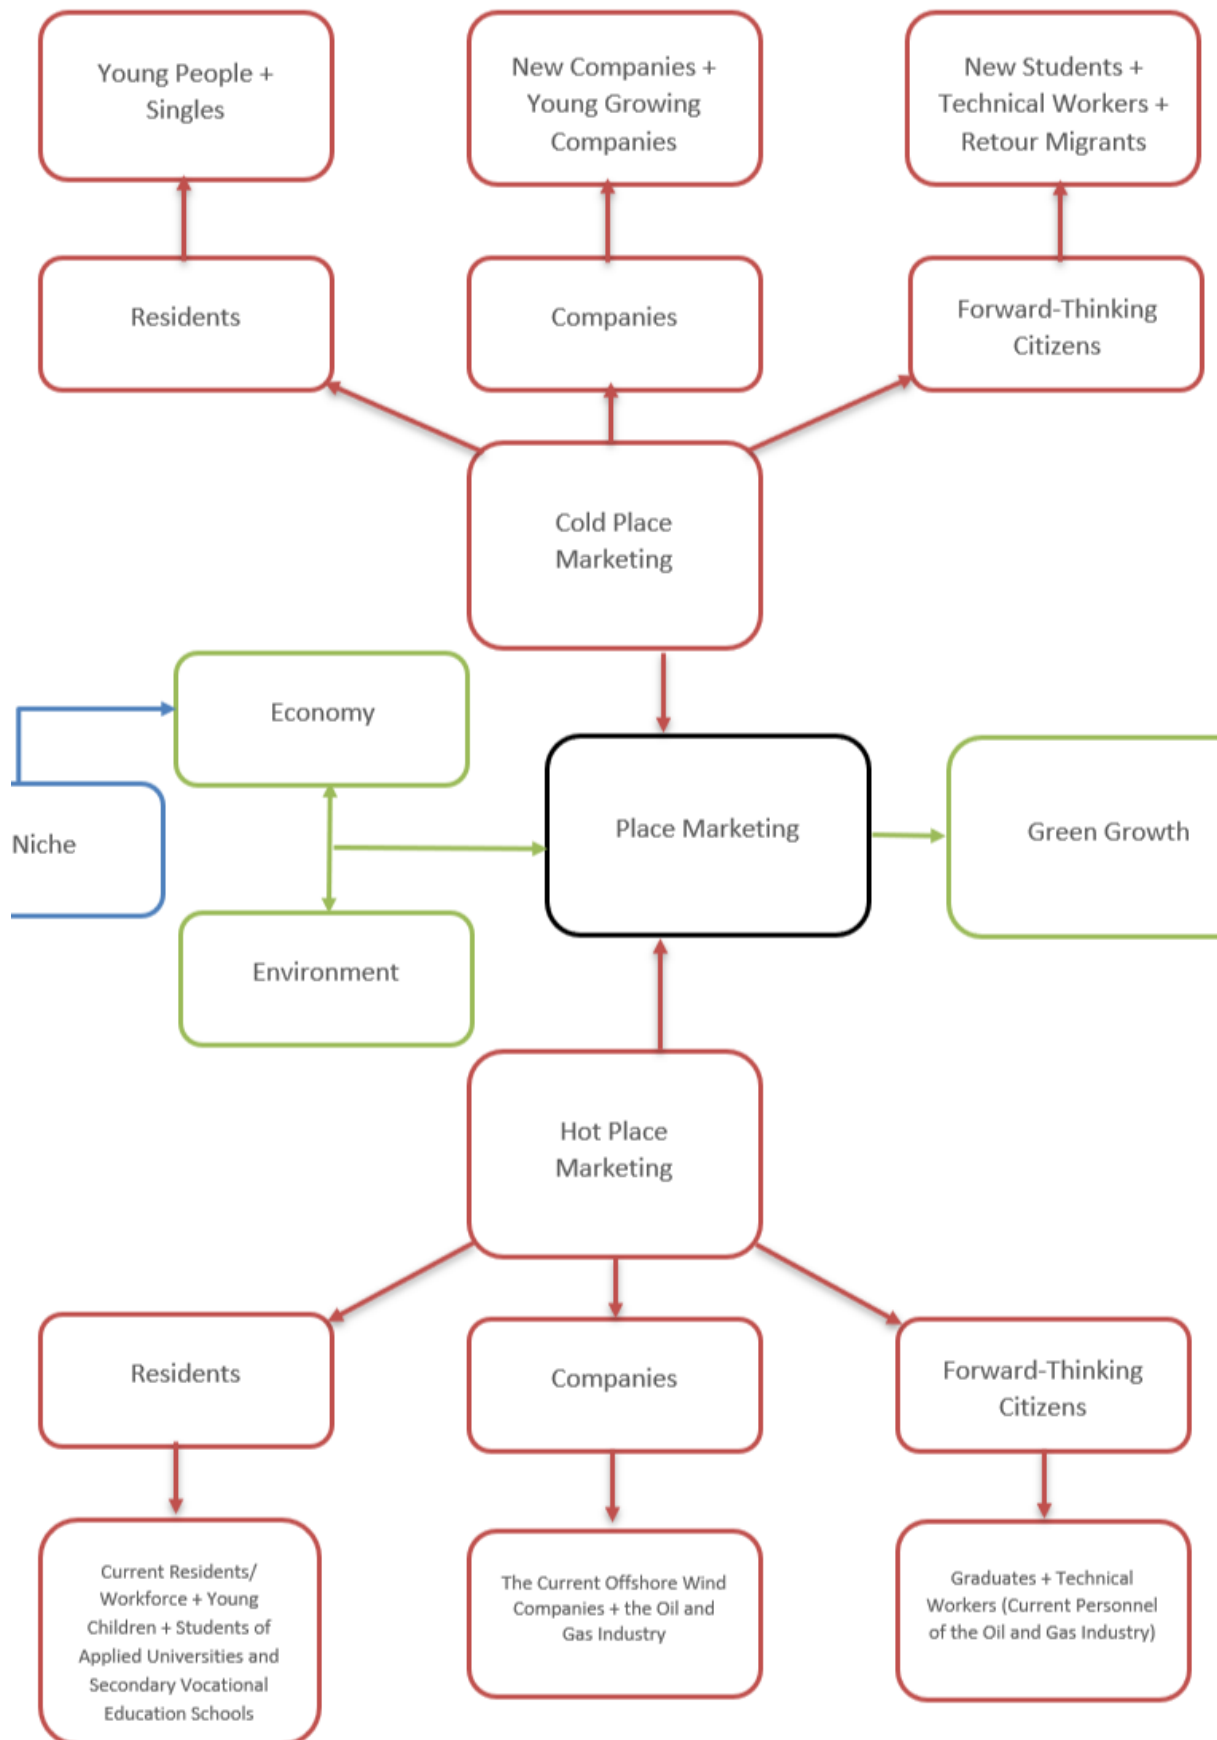 Young People +
Singles
New Companies +
Young Growing
Companies
New Students +
Technical Workers +
Retour Migrants
Residents
Companies
Forward-Thinking
Citizens
Cold Place
Marketing
Economy
Niche
Place Marketing
Green Growth
Environment
Hot Place
Marketing
Residents
Companies
Forward-Thinking
Citizens
Current Residents/
Workforce + Young
Children + Students of
Applied Universities and
Secondary Vocational
Education Schools
The Current Offshore Wind
Companies + the Oil and
Gas Industry
Graduates + Technical
Workers (Current Personnel
of the Oil and Gas Industry)